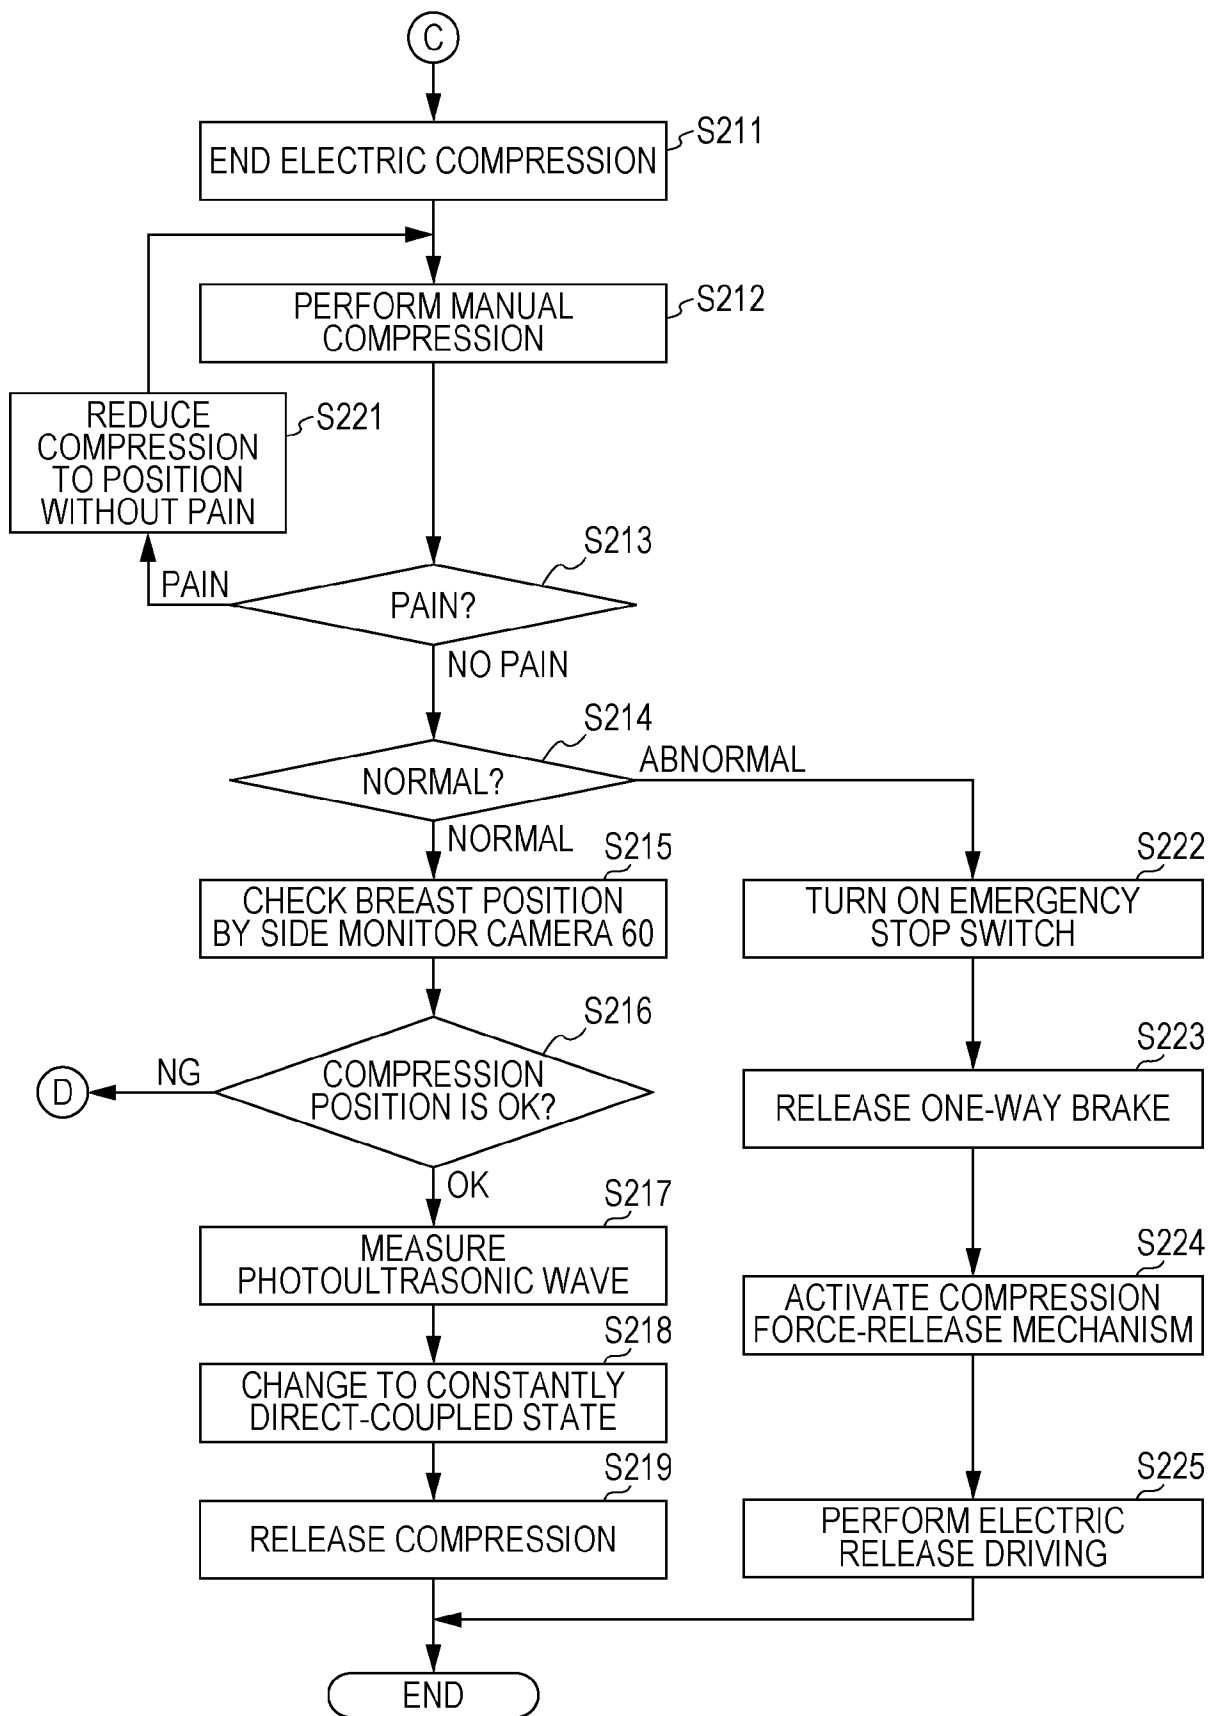 C
S211
END ELECTRIC COMPRESSION
S212
PERFORM MANUAL
COMPRESSION
S221
REDUCE
COMPRESSION
TO POSITION
WITHOUT PAIN
S213
PAIN
PAIN?
NO PAIN
S214
ABNORMAL
NORMAL?
NORMAL
S215
CHECK BREAST POSITION
BY SIDE MONITOR CAMERA 60
S222
TURN ON EMERGENCY
STOP SWITCH
S216
NG
D
COMPRESSION
POSITION IS OK?
OK
S223
RELEASE ONE-WAY BRAKE
S217
MEASURE
PHOTOULTRASONIC WAVE
S224
ACTIVATE COMPRESSION
FORCE-RELEASE MECHANISM
S218
CHANGE TO CONSTANTLY
DIRECT-COUPLED STATE
S219
RELEASE COMPRESSION
S225
PERFORM ELECTRIC
RELEASE DRIVING
END